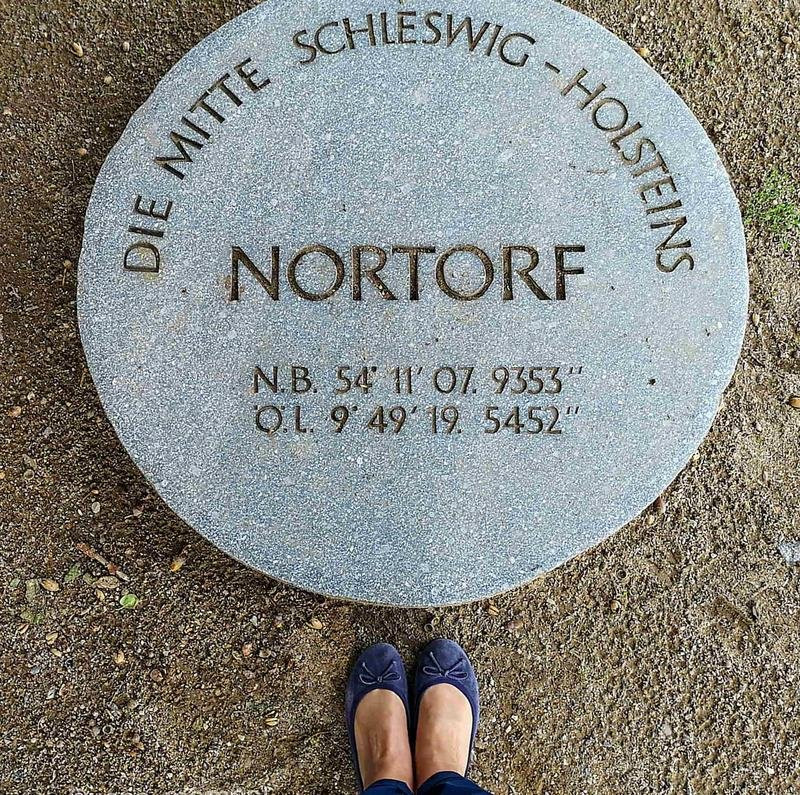 DIE MITTE SCHLESWIG-HOLSTEINS
NORTORF
N.B. 54° 11' 07. 9353"
Ö.L. 9° 49' 19. 5452"